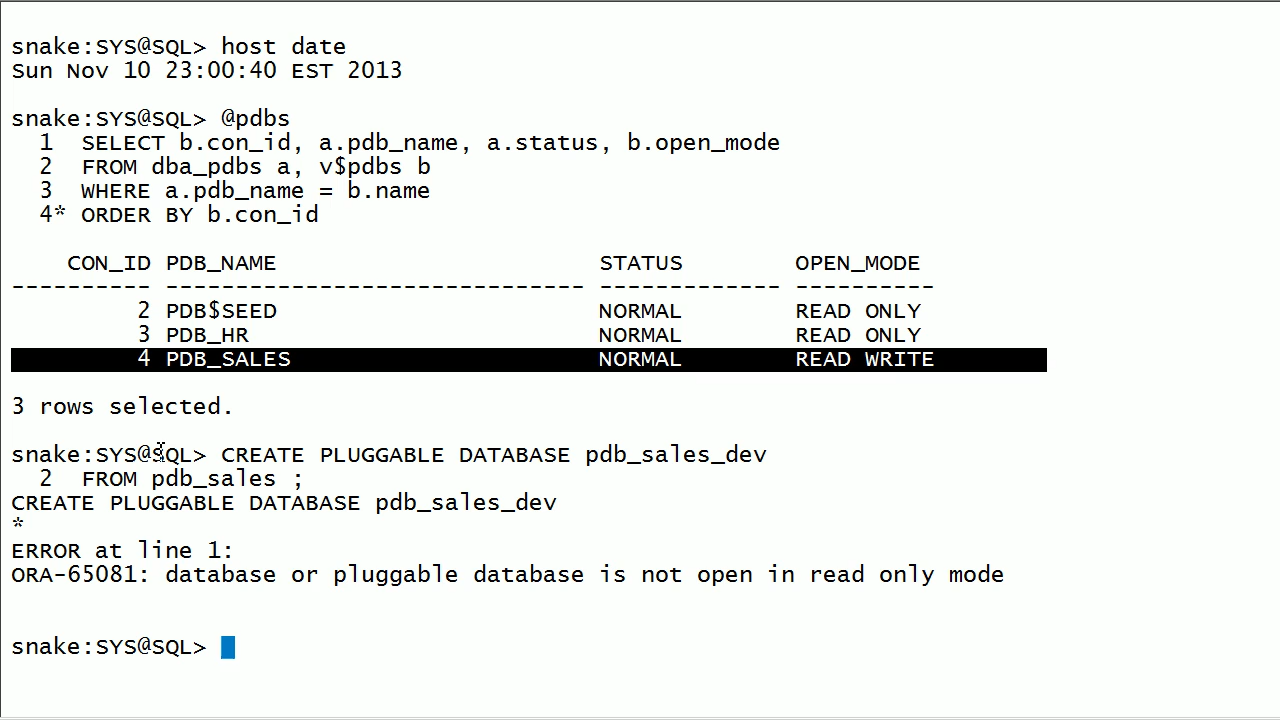 snake:SYS@SQL> host date
Sun Nov 10 23:00:40 EST 2013
snake:SYS@SQL> @pdbs
  1  SELECT b.con_id, a.pdb_name, a.status, b.open_mode
  2  FROM dba_pdbs a, v$pdbs b
  3  WHERE a.pdb_name = b.name
  4* ORDER BY b.con_id
    CON_ID PDB_NAME                       STATUS        OPEN_MODE
---------- ------------------------------ ------------- ----------
         2 PDB$SEED                       NORMAL        READ ONLY
         3 PDB_HR                         NORMAL        READ ONLY
         4 PDB_SALES                      NORMAL        READ WRITE
3 rows selected.
snake:SYS@SQL> CREATE PLUGGABLE DATABASE pdb_sales_dev
  2  FROM pdb_sales ;
CREATE PLUGGABLE DATABASE pdb_sales_dev
*
ERROR at line 1:
ORA-65081: database or pluggable database is not open in read only mode
snake:SYS@SQL>